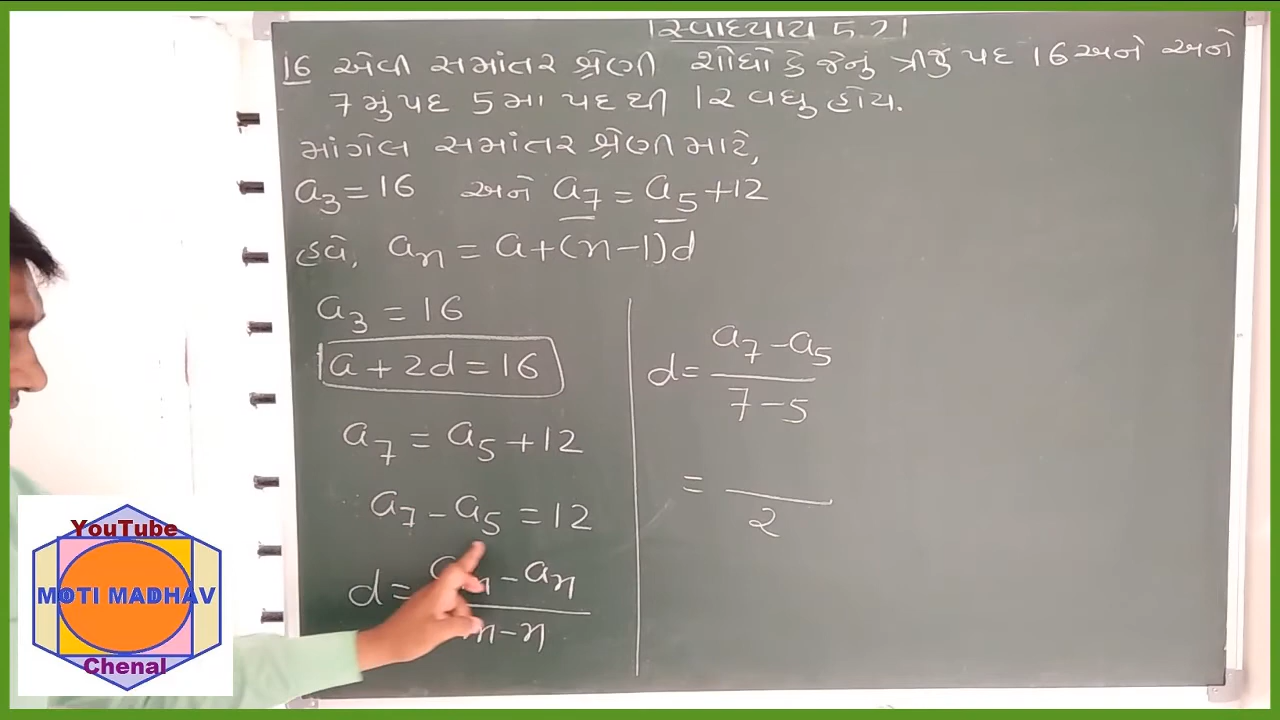 સ્વાધ્યાય 5.2
16 એવી સમાંતર શ્રેણી શોધો કે જેનું ત્રીજું પદ 16 અને અને
7 મું પદ 5 મા પદ થી 12 વધુ હોય.
માંગેલ સમાંતર શ્રેણી માટે,
a₃ = 16 અને a₇ = a₅ + 12
હવે, aₙ = a + (n – 1)d
a₃ = 16
a + 2d = 16
a₇ = a₅ + 12
a₇ – a₅ = 12
d = – aₙ
– n
d = a₇ – a₅
7 – 5
=
2
YouTube
MOTI MADHAV
Chenal